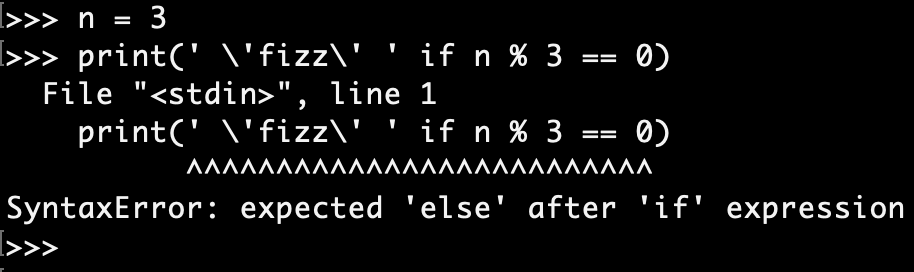 >>> n = 3
>>> print(' \'fizz\' ' if n % 3 == 0)
  File "<stdin>", line 1
    print(' \'fizz\' ' if n % 3 == 0)
          ^^^^^^^^^^^^^^^^^^^^^^^^^^
SyntaxError: expected 'else' after 'if' expression
>>>